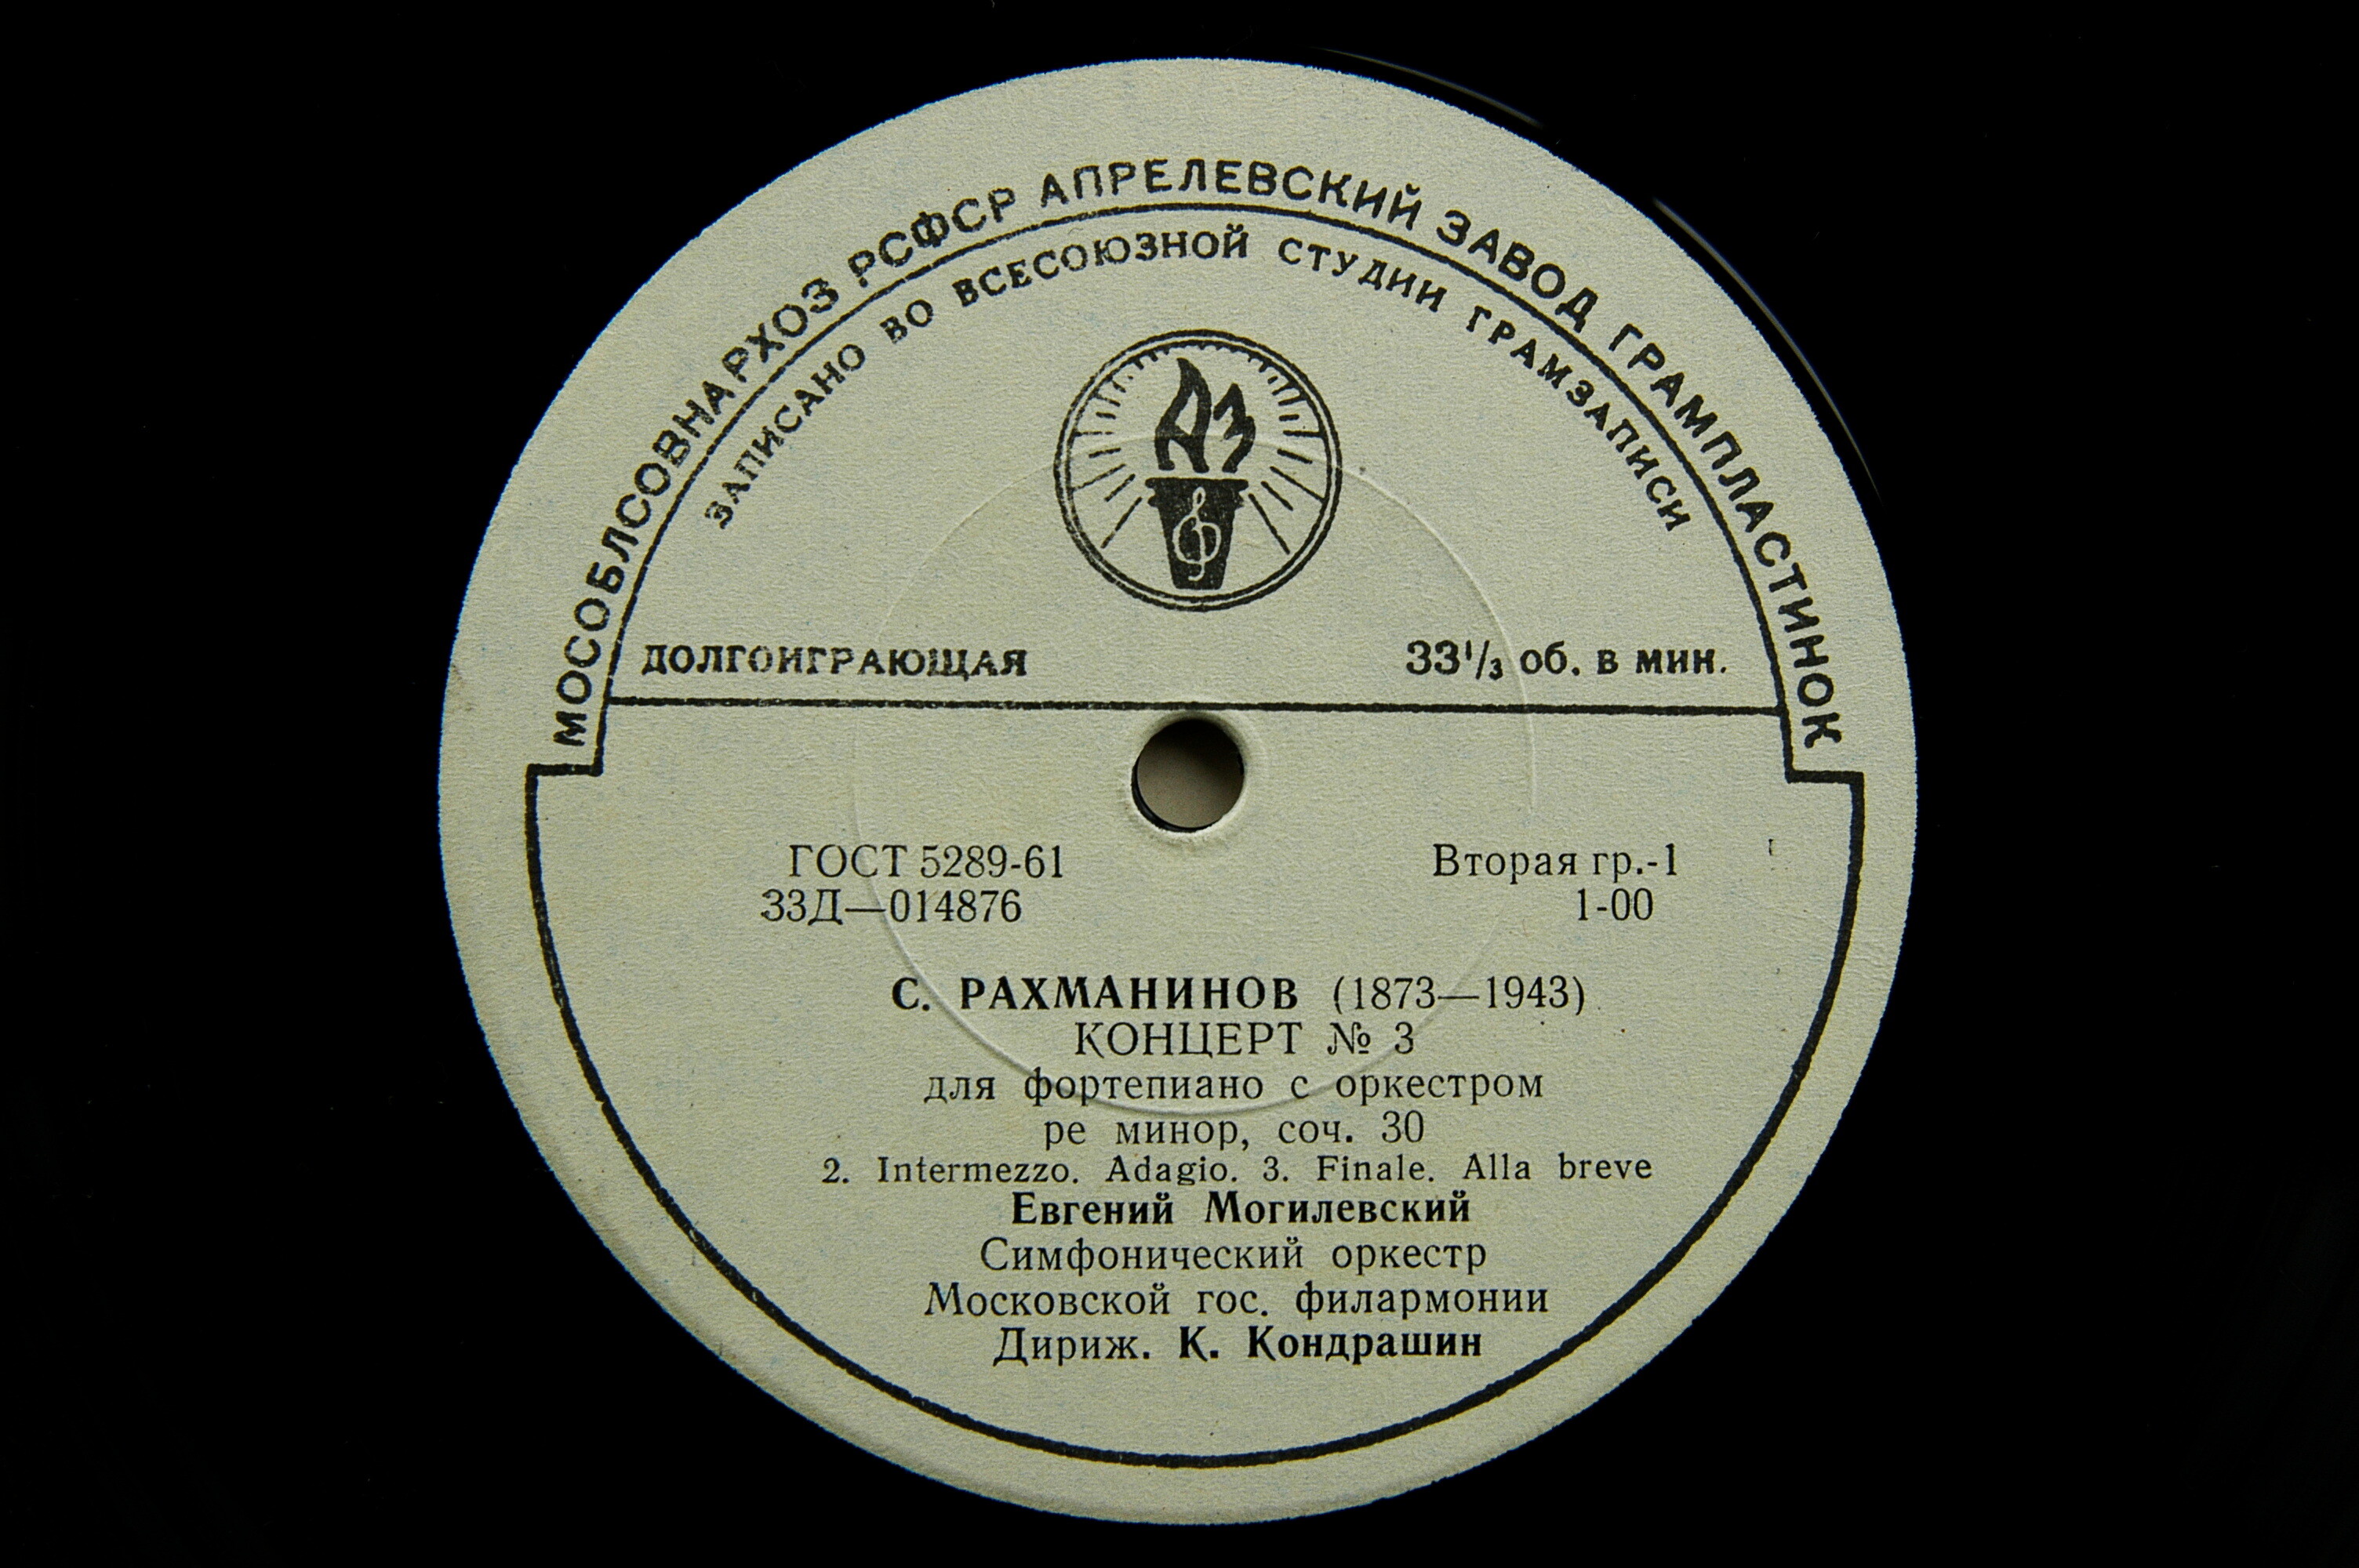 МОСОБЛСОВНАРХОЗ РСФСР АПРЕЛЕВСКИЙ ЗАВОД ГРАМПЛАСТИНОК
ЗАПИСАНО ВО ВСЕСОЮЗНОЙ СТУДИИ ГРАМЗАПИСИ
АЗ
ДОЛГОИГРАЮЩАЯ 33⅓ об. в мин.
ГОСТ 5289-61 Вторая гр.-1
33Д—014876 1-00
С. РАХМАНИНОВ (1873—1943)
КОНЦЕРТ № 3
для фортепиано с оркестром
ре минор, соч. 30
2. Intermezzo. Adagio. 3. Finale. Alla breve
Евгений Могилевский
Симфонический оркестр
Московской гос. филармонии
Дириж. К. Кондрашин